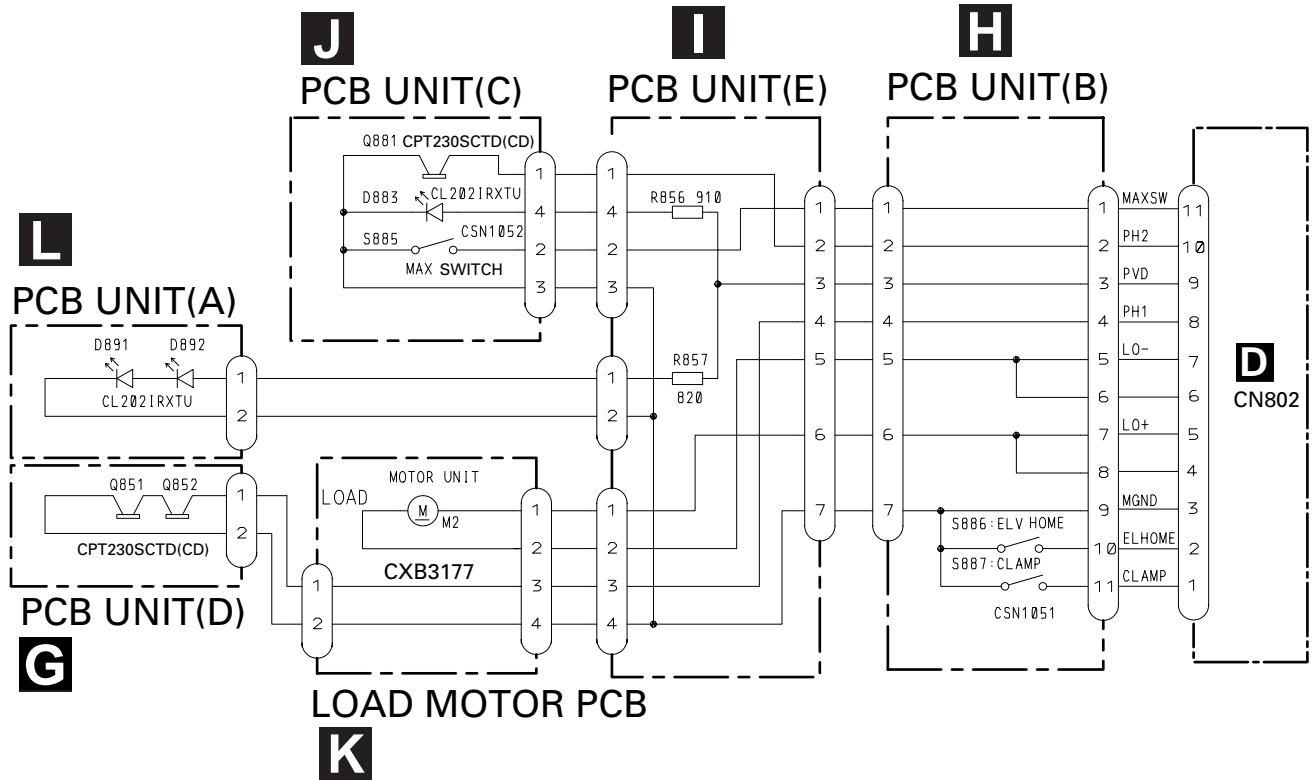 J
I
H
PCB UNIT(C)
PCB UNIT(E)
PCB UNIT(B)
Q881 CPT230SCTD(CD)
D883 CL202IRXTU
S885 CSN1052
MAX SWITCH
1
4
2
3
1
4
2
3
R856 910
1
2
3
4
5
6
7
1
2
3
4
5
6
7
1 MAXSW 11
2 PH2 10
3 PVD 9
4 PH1 8
5 LO- 7
6 6
7 LO+ 5
8 4
9 MGND 3
10 ELHOME 2
11 CLAMP 1
D
CN802
S886:ELV HOME
S887:CLAMP
CSN1051
L
PCB UNIT(A)
D891 D892
CL202IRXTU
1
2
1
2
R857
820
Q851 Q852
CPT230SCTD(CD)
1
2
PCB UNIT(D)
G
MOTOR UNIT
LOAD
M
M2
CXB3177
1
2
1
2
3
4
1
2
3
4
LOAD MOTOR PCB
K